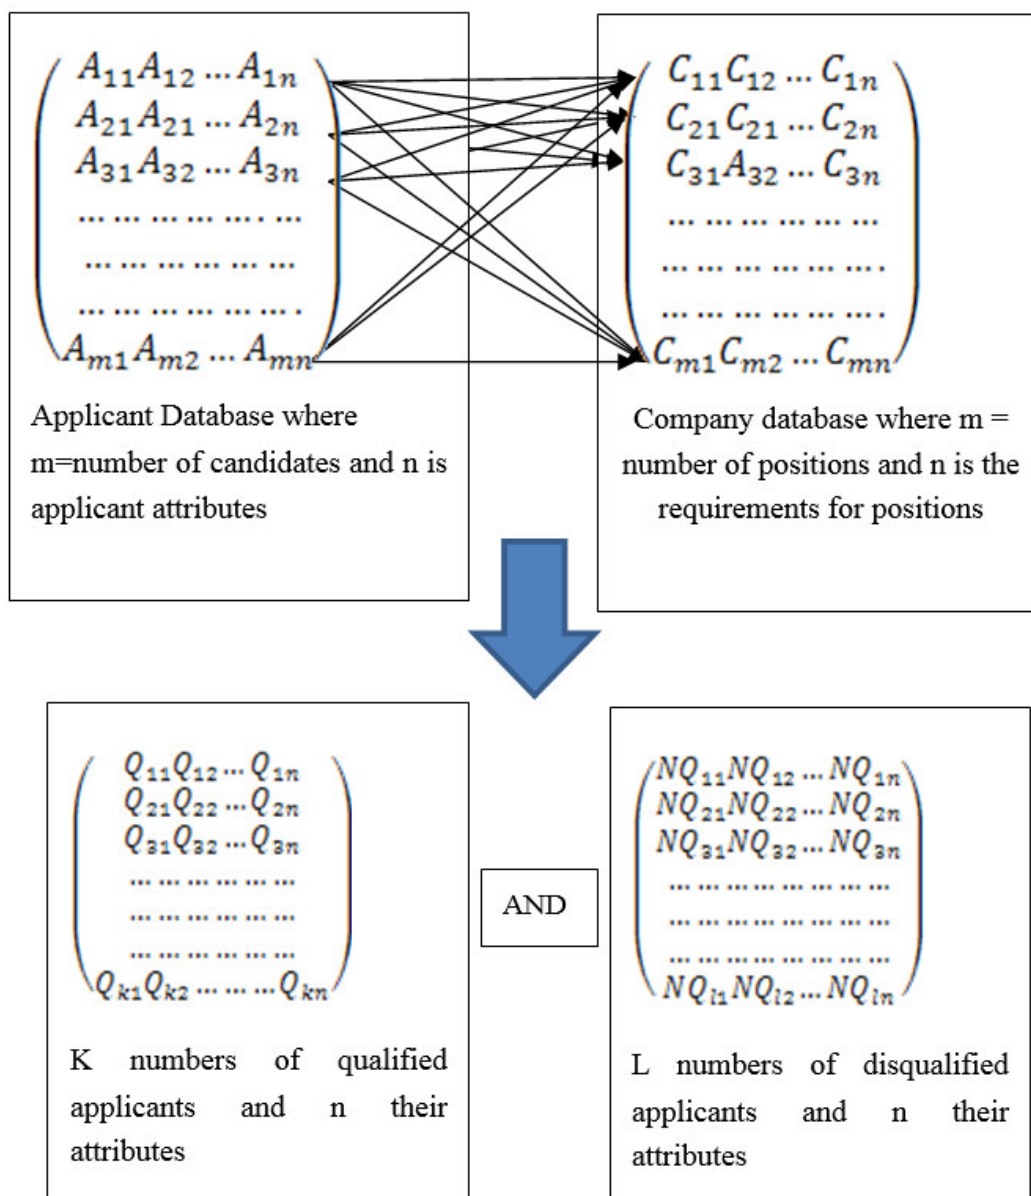 A₁₁A₁₂ … A₁ₙ
A₂₁A₂₁ … A₂ₙ
A₃₁A₃₂ … A₃ₙ
… … … … … . …
… … … … … …
… … … … … … .
Aₘ₁Aₘ₂ … Aₘₙ
Applicant Database where
m=number of candidates and n is
applicant attributes
C₁₁C₁₂ … C₁ₙ
C₂₁C₂₁ … C₂ₙ
C₃₁A₃₂ … C₃ₙ
… … … … … …
… … … … … … .
… … … … … … .
Cₘ₁Cₘ₂ … Cₘₙ
Company database where m =
number of positions and n is the
requirements for positions
Q₁₁Q₁₂ … Q₁ₙ
Q₂₁Q₂₂ … Q₂ₙ
Q₃₁Q₃₂ … Q₃ₙ
… … … … … …
… … … … … …
… … … … … …
Qₖ₁Qₖ₂ … … … Qₖₙ
K numbers of qualified
applicants and n their
attributes
AND
NQ₁₁NQ₁₂ … NQ₁ₙ
NQ₂₁NQ₂₂ … NQ₂ₙ
NQ₃₁NQ₃₂ … NQ₃ₙ
… … … … … … … …
… … … … … … … …
… … … … … … … …
NQₗ₁NQₗ₂ … NQₗₙ
L numbers of disqualified
applicants and n their
attributes